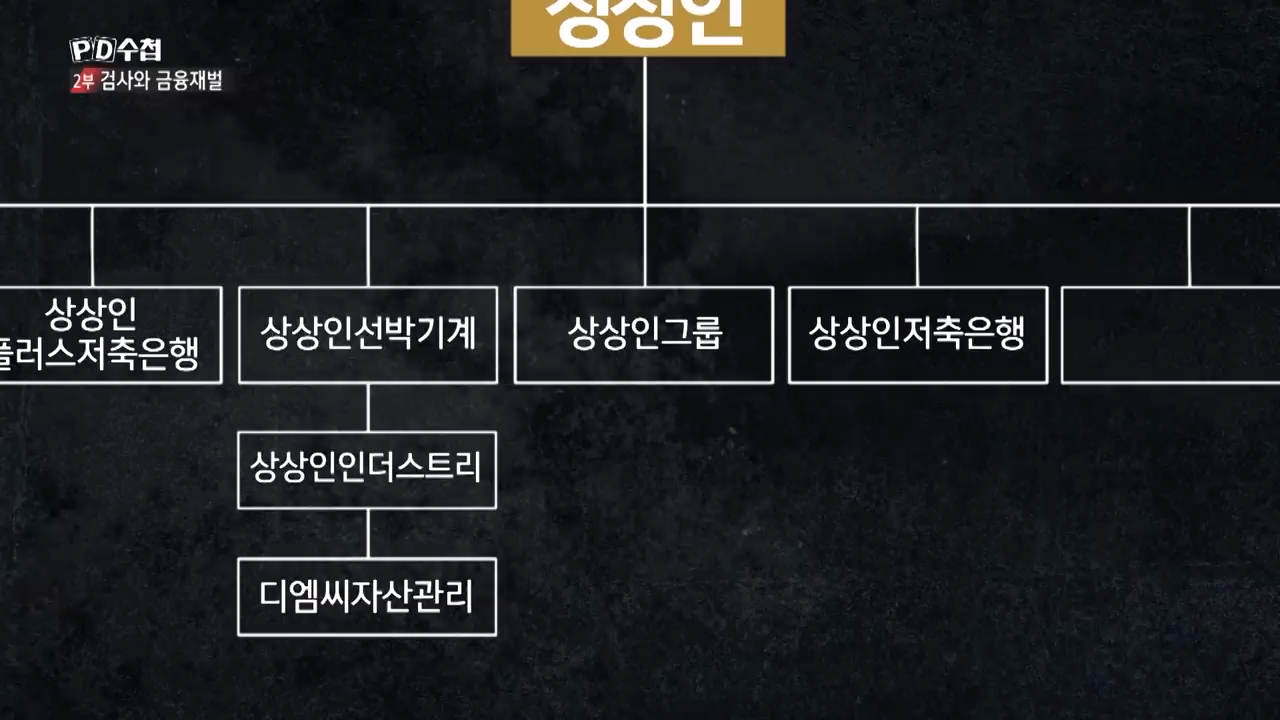 상상인
PD수첩
2부 검사와 금융재벌
상상인
플러스저축은행
상상인선박기계
상상인그룹
상상인저축은행
상상인인더스트리
디엠씨자산관리